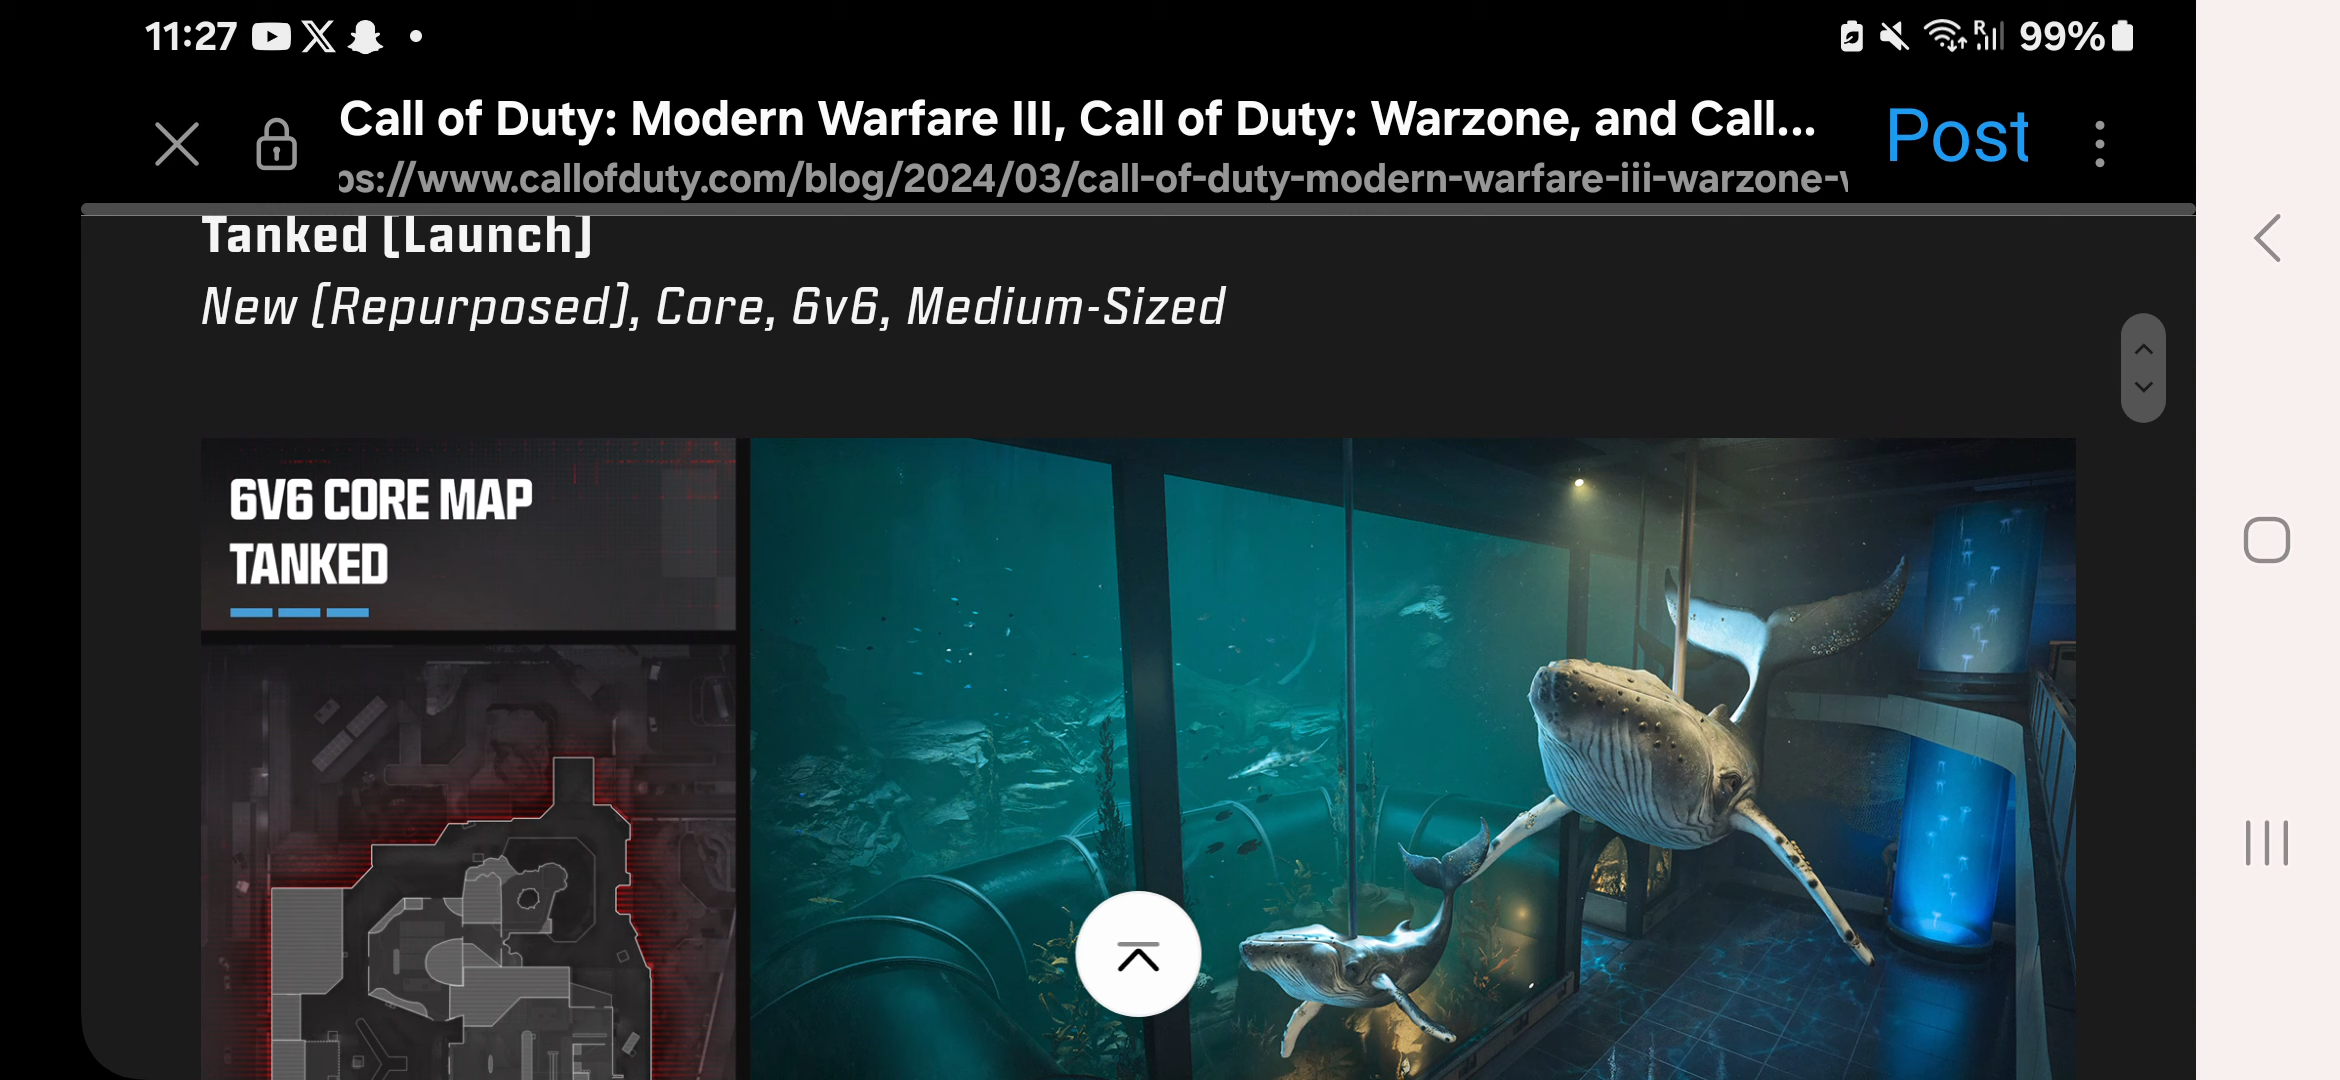 11:27
R
99%
Call of Duty: Modern Warfare III, Call of Duty: Warzone, and Call...
ps://www.callofduty.com/blog/2024/03/call-of-duty-modern-warfare-iii-warzone-
Post
Tanked [Launch]
New [Repurposed], Core, 6v6, Medium-Sized
6V6 CORE MAP
TANKED